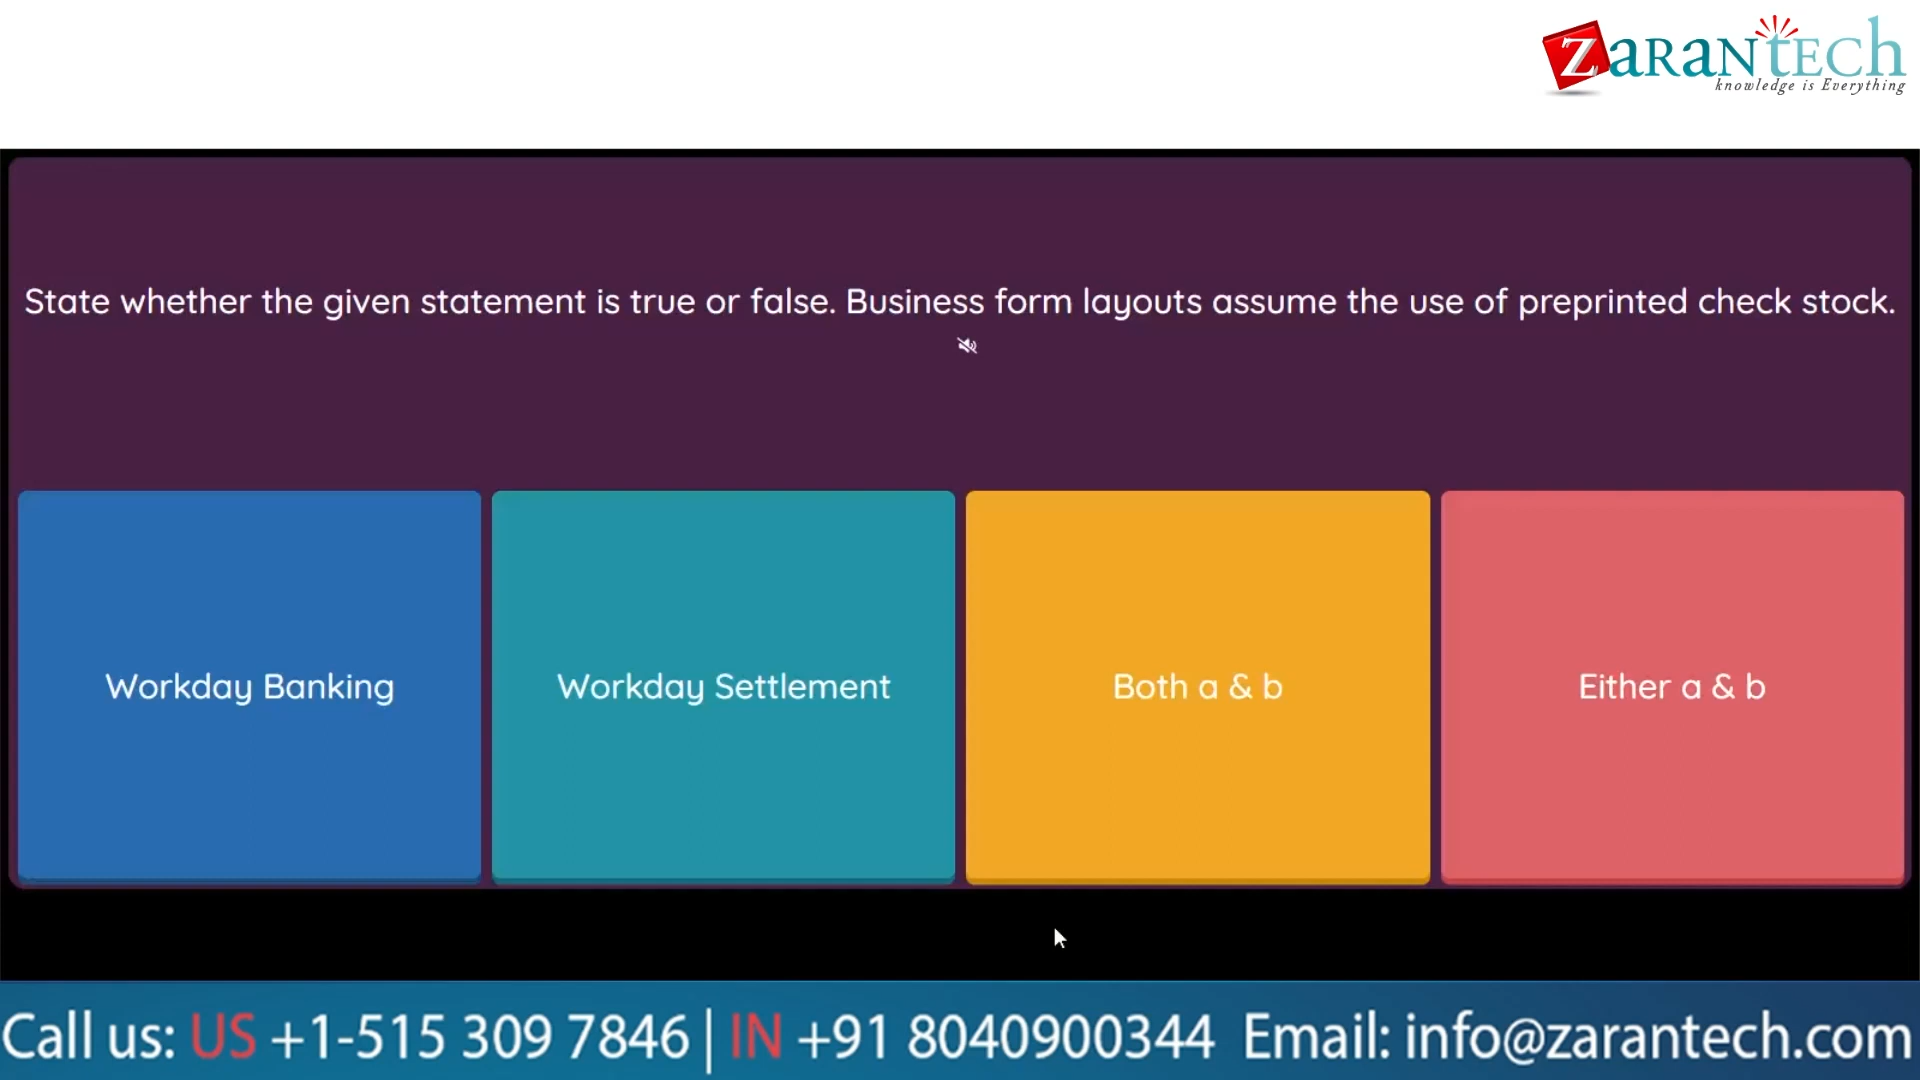 ZARANTECH
knowledge is Everything
State whether the given statement is true or false. Business form layouts assume the use of preprinted check stock.
Workday Banking
Workday Settlement
Both a & b
Either a & b
Call us: US +1-515 309 7846 | IN +91 8040900344 Email: info@zarantech.com